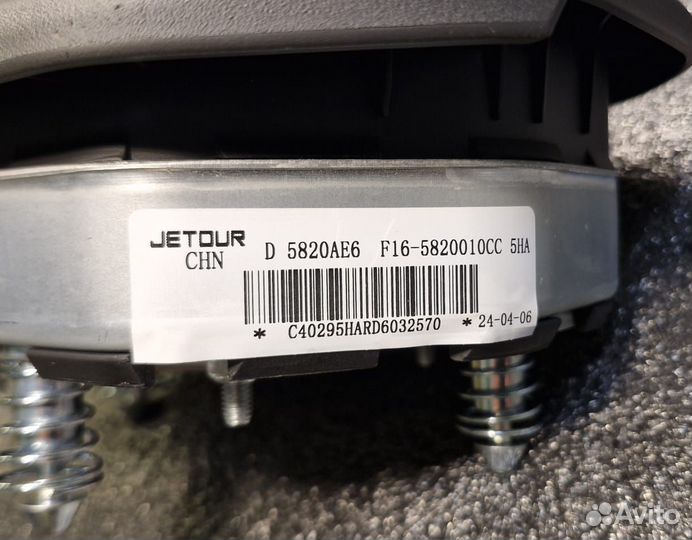 JETOUR D 5820AE6 F16-5820010CC 5HA
CHN
* C40295HARD6032570 * 24-04-06
Avito